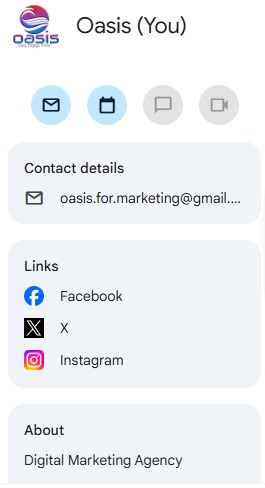 oasis
Oasis (You)
Contact details
oasis.for.marketing@gmail....
Links
Facebook
X
Instagram
About
Digital Marketing Agency